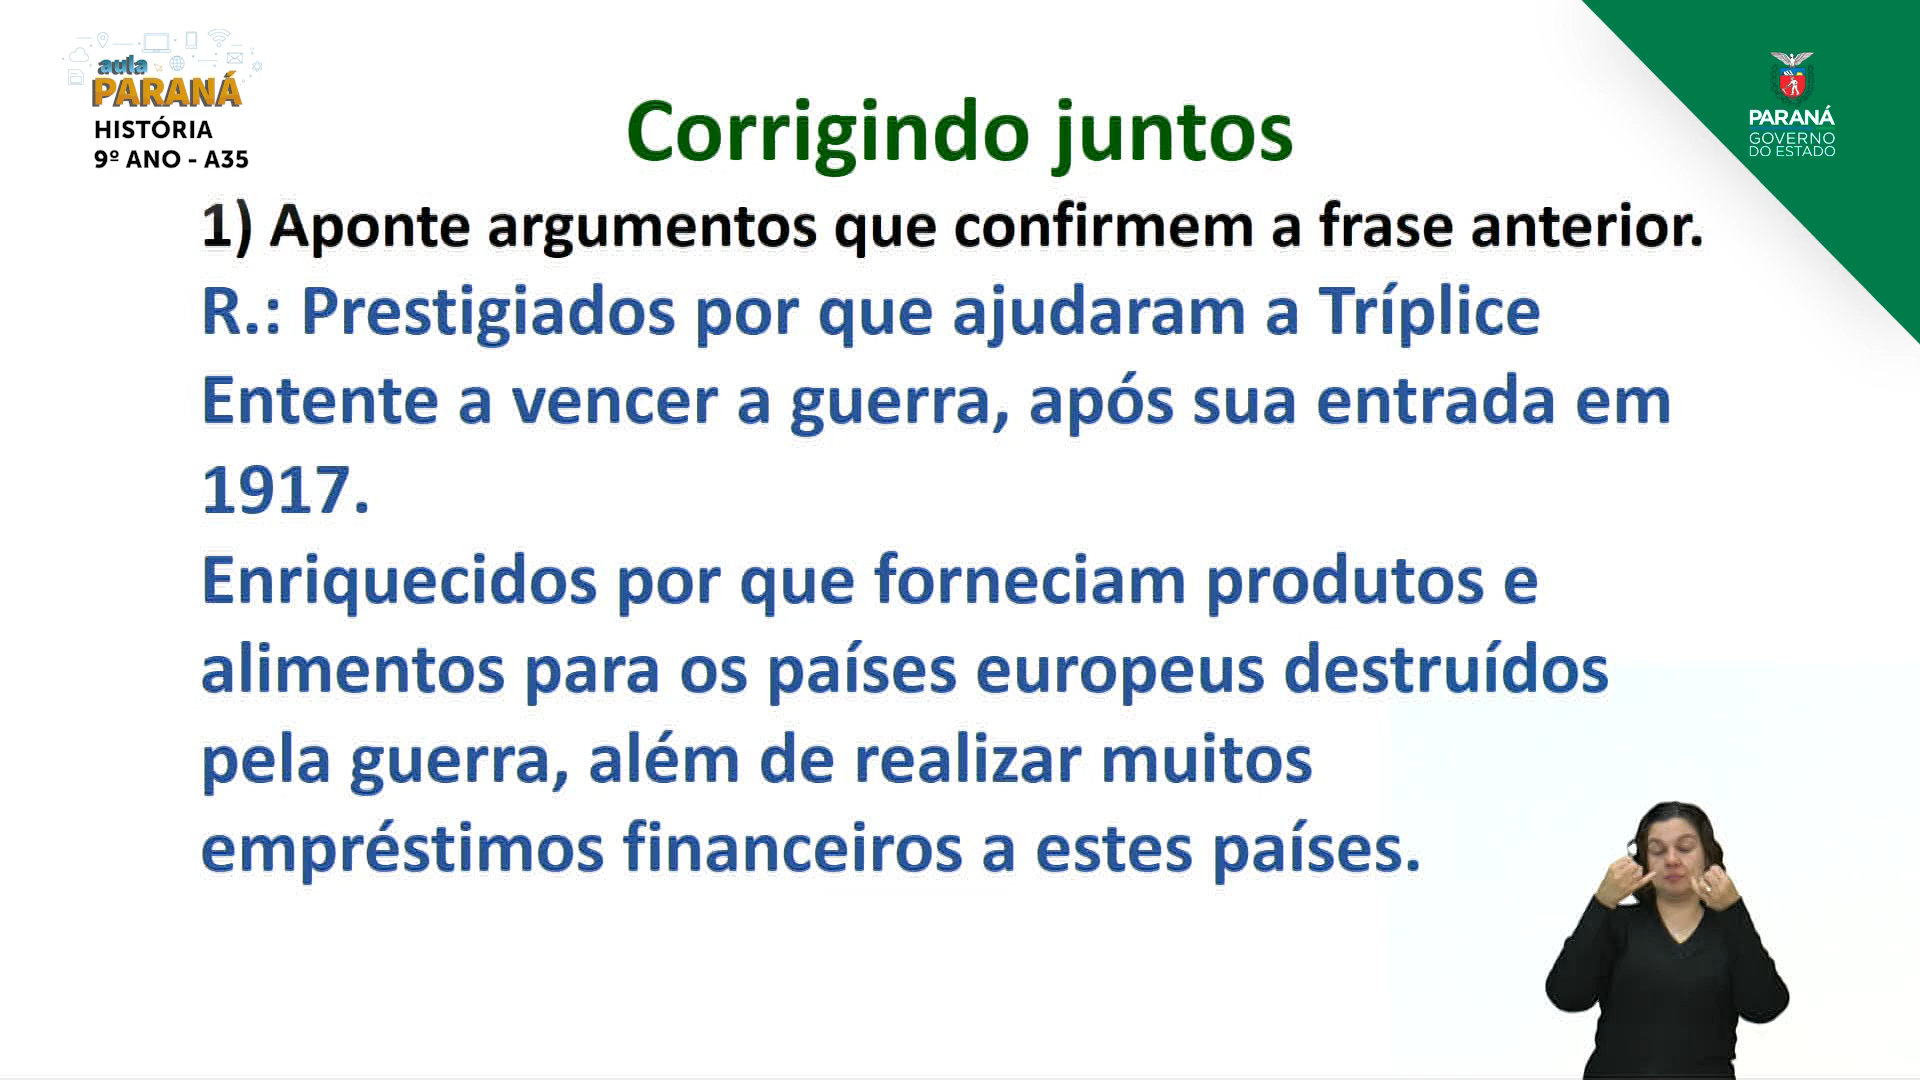 aula
PARANÁ
HISTÓRIA
9º ANO - A35
PARANÁ
GOVERNO
DO ESTADO
Corrigindo juntos
1) Aponte argumentos que confirmem a frase anterior.
R.: Prestigiados por que ajudaram a Tríplice
Entente a vencer a guerra, após sua entrada em
1917.
Enriquecidos por que forneciam produtos e
alimentos para os países europeus destruídos
pela guerra, além de realizar muitos
empréstimos financeiros a estes países.